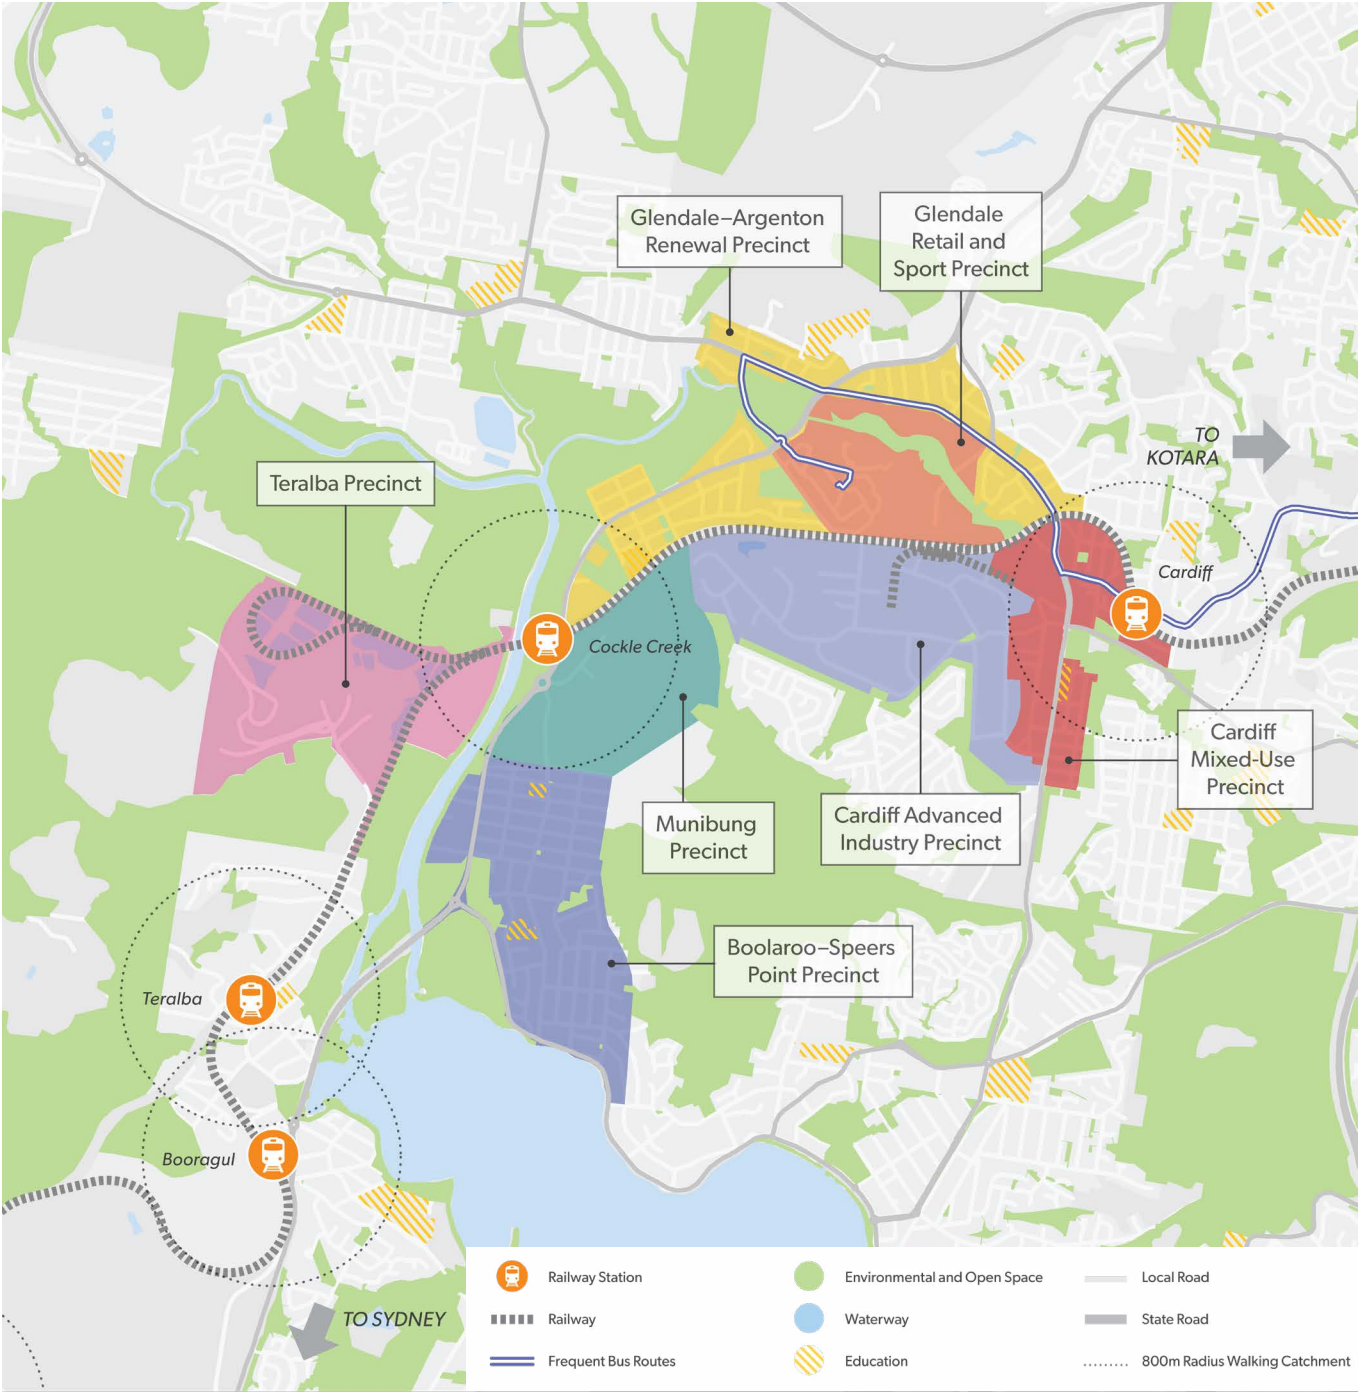 Glendale–Argenton
Renewal Precinct
Glendale
Retail and
Sport Precinct
TO
KOTARA
Teralba Precinct
Cardiff
Cockle Creek
Cardiff
Mixed-Use
Precinct
Munibung
Precinct
Cardiff Advanced
Industry Precinct
Boolaroo–Speers
Point Precinct
Teralba
Booragul
TO SYDNEY
Railway Station
Railway
Frequent Bus Routes
Environmental and Open Space
Waterway
Education
Local Road
State Road
800m Radius Walking Catchment